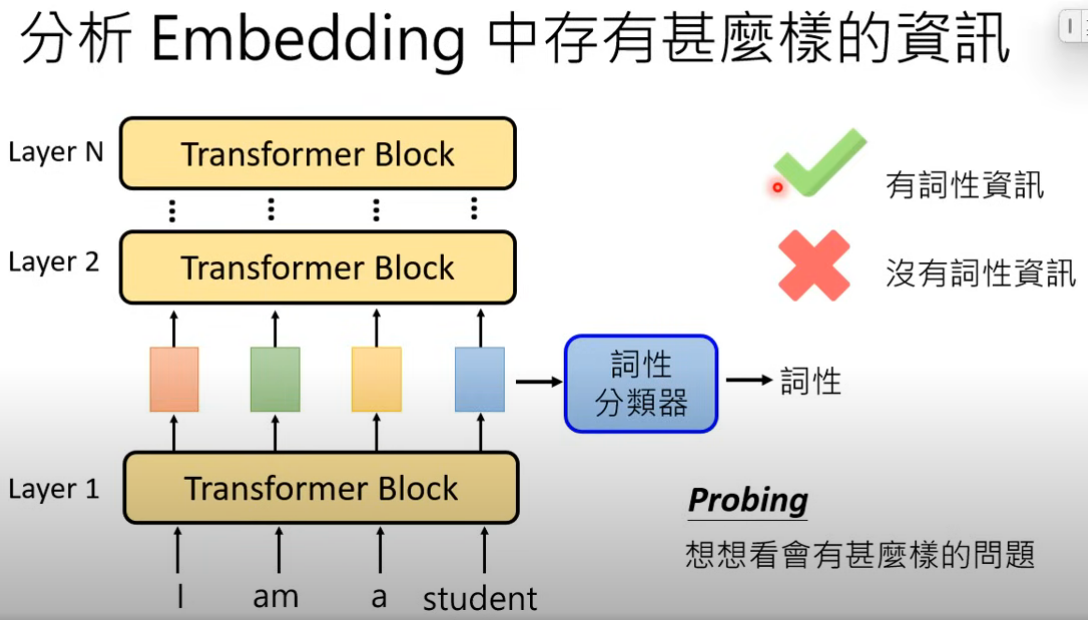 分析 Embedding 中存有甚麼樣的資訊
Layer N
Transformer Block
有詞性資訊
Layer 2
Transformer Block
沒有詞性資訊
詞性
分類器
詞性
Layer 1
Transformer Block
Probing
想想看會有甚麼樣的問題
I am a student